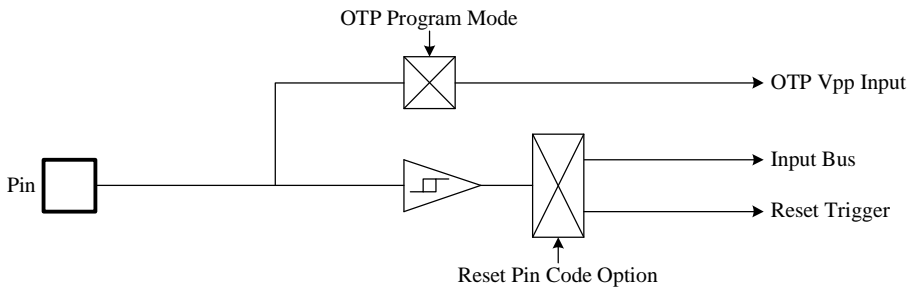 OTP Program Mode
OTP Vpp Input
Pin
Input Bus
Reset Trigger
Reset Pin Code Option